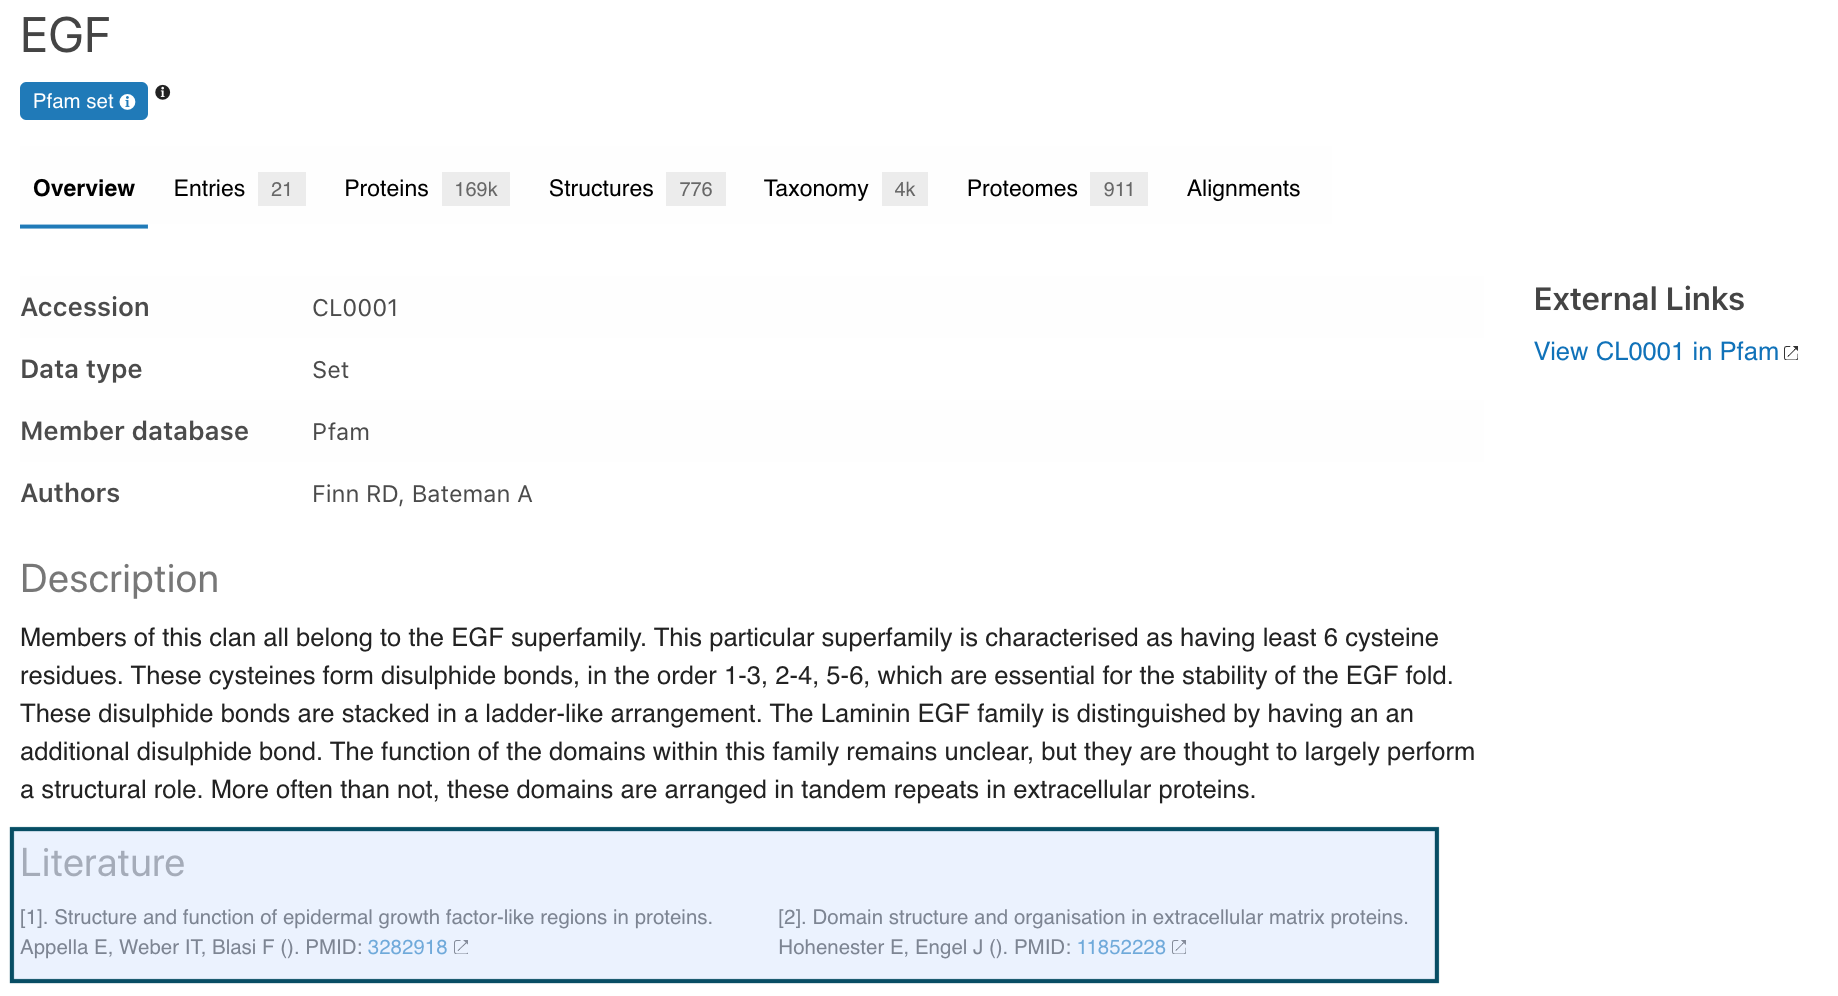 EGF
Pfam set
Overview Entries 21 Proteins 169k Structures 776 Taxonomy 4k Proteomes 911 Alignments
Accession CL0001
Data type Set
Member database Pfam
Authors Finn RD, Bateman A
External Links
View CL0001 in Pfam
Description
Members of this clan all belong to the EGF superfamily. This particular superfamily is characterised as having least 6 cysteine
residues. These cysteines form disulphide bonds, in the order 1-3, 2-4, 5-6, which are essential for the stability of the EGF fold.
These disulphide bonds are stacked in a ladder-like arrangement. The Laminin EGF family is distinguished by having an an
additional disulphide bond. The function of the domains within this family remains unclear, but they are thought to largely perform
a structural role. More often than not, these domains are arranged in tandem repeats in extracellular proteins.
Literature
[1]. Structure and function of epidermal growth factor-like regions in proteins.
Appella E, Weber IT, Blasi F (). PMID: 3282918
[2]. Domain structure and organisation in extracellular matrix proteins.
Hohenester E, Engel J (). PMID: 11852228